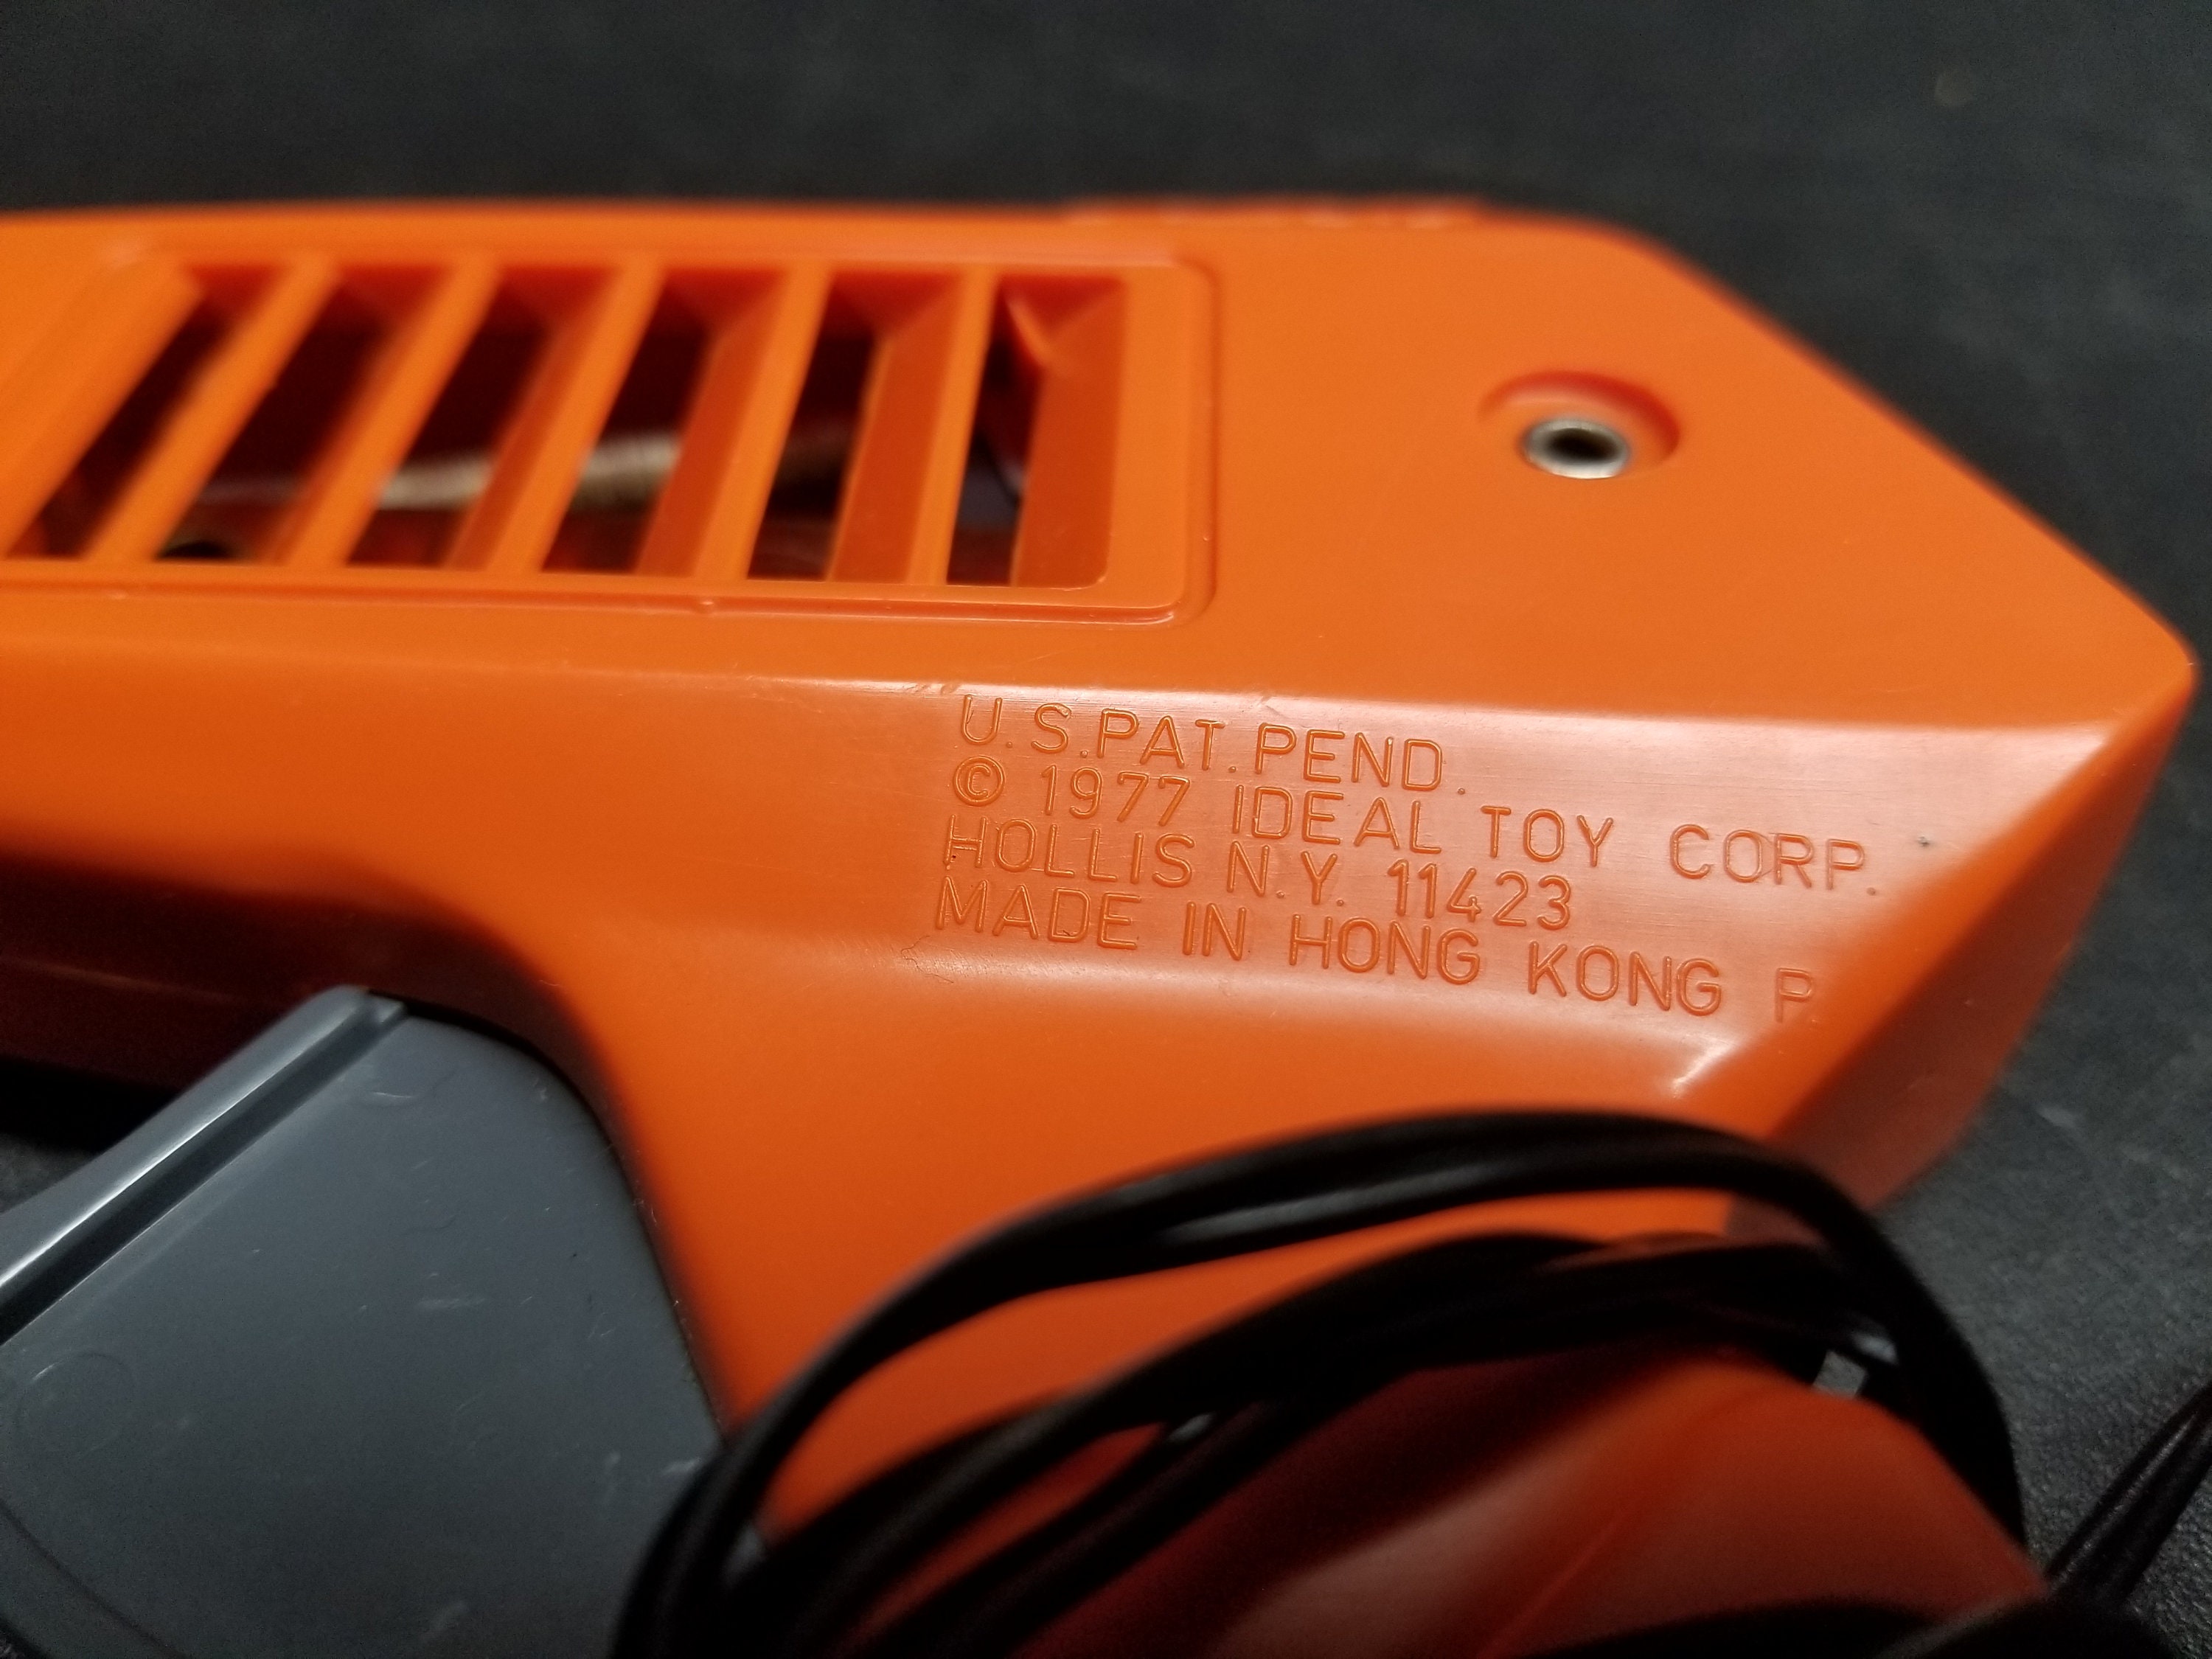 U.S.PAT.PEND.
© 1977 IDEAL TOY CORP.
HOLLIS N.Y. 11423
MADE IN HONG KONG P